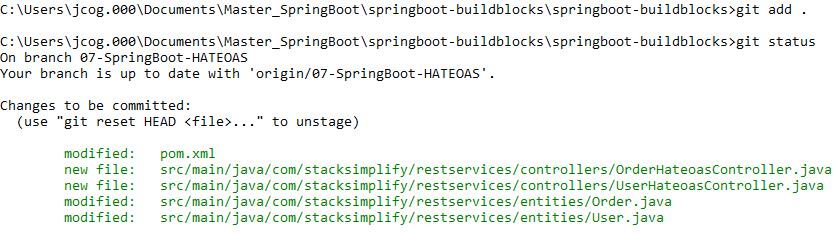 C:\Users\jcog.000\Documents\Master_SpringBoot\springboot-buildblocks\springboot-buildblocks>git add .
C:\Users\jcog.000\Documents\Master_SpringBoot\springboot-buildblocks\springboot-buildblocks>git status
On branch 07-SpringBoot-HATEOAS
Your branch is up to date with 'origin/07-SpringBoot-HATEOAS'.
Changes to be committed:
  (use "git reset HEAD <file>..." to unstage)
        modified:   pom.xml
        new file:   src/main/java/com/stacksimplify/restservices/controllers/OrderHateoasController.java
        new file:   src/main/java/com/stacksimplify/restservices/controllers/UserHateoasController.java
        modified:   src/main/java/com/stacksimplify/restservices/entities/Order.java
        modified:   src/main/java/com/stacksimplify/restservices/entities/User.java